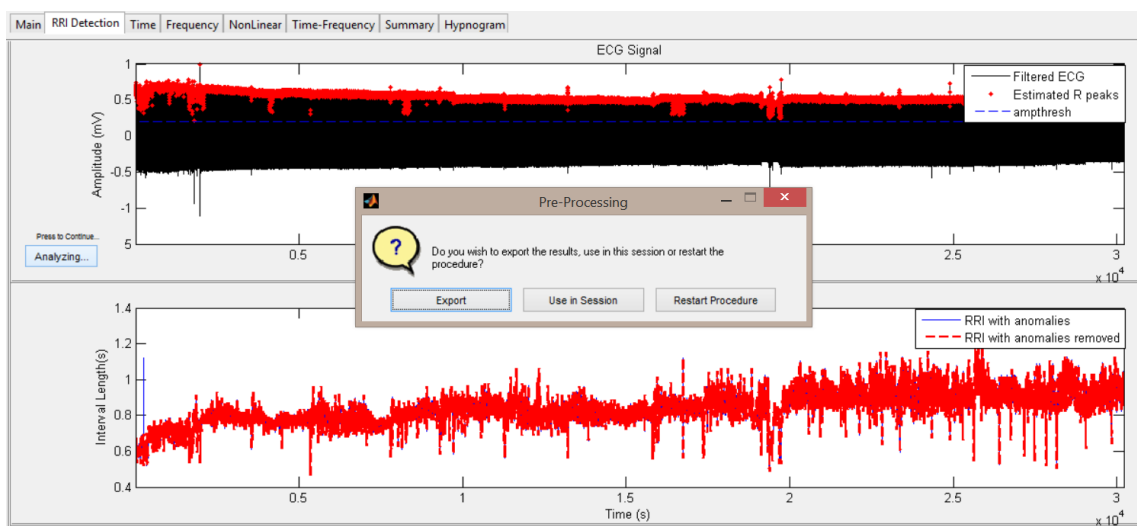 Main RRI Detection Time Frequency NonLinear Time-Frequency Summary Hypnogram
ECG Signal
1
0.5
0
-0.5
-1
5
Amplitude (mV)
Filtered ECG
Estimated R peaks
ampthresh
Press to Continue...
Analyzing...
0.5
2.5
3
x 10^4
Pre-Processing
?
Do you wish to export the results, use in this session or restart the
procedure?
Export
Use in Session
Restart Procedure
1.4
1.2
1
0.8
0.6
0.4
Interval Length(s)
RRI with anomalies
RRI with anomalies removed
0.5
1
1.5
2
2.5
3
Time (s)
x 10^4